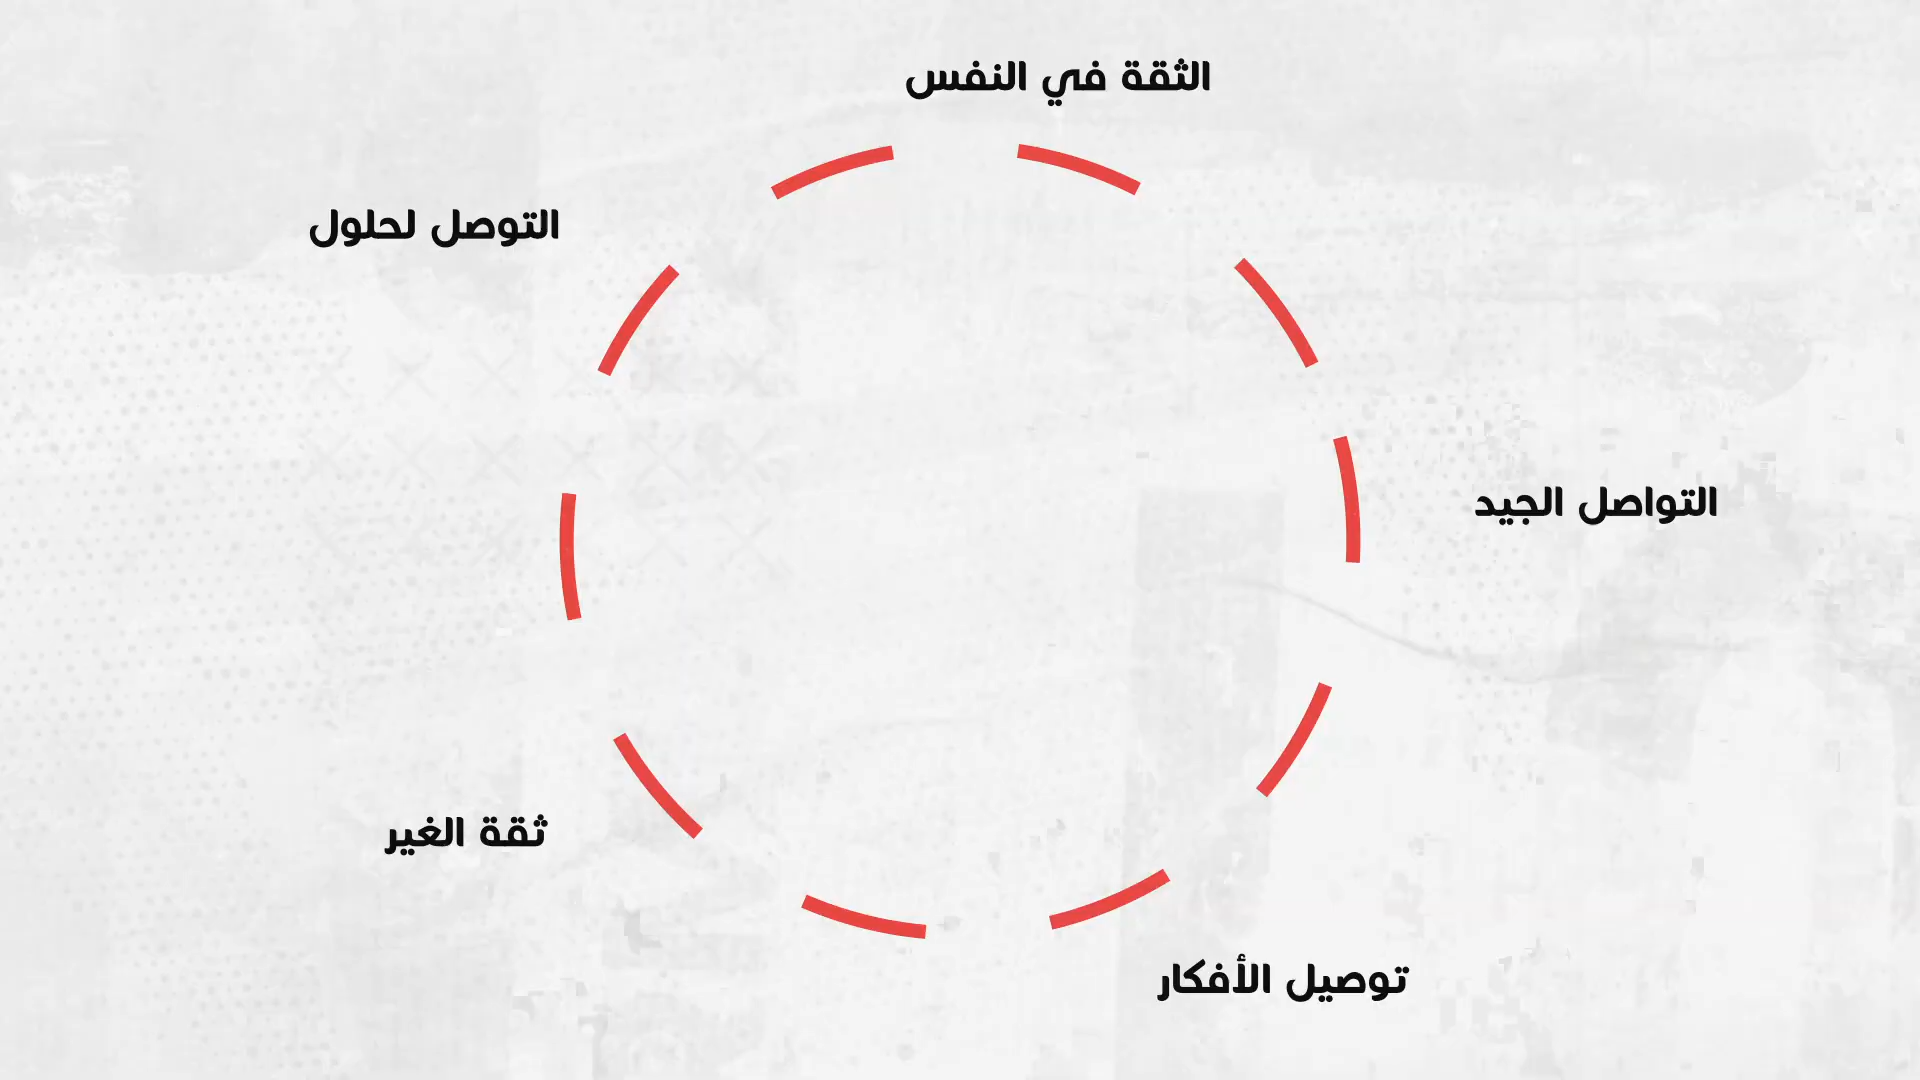 الثقة في النفس
التوصل لحلول
التواصل الجيد
ثقة الغير
توصيل الأفكار